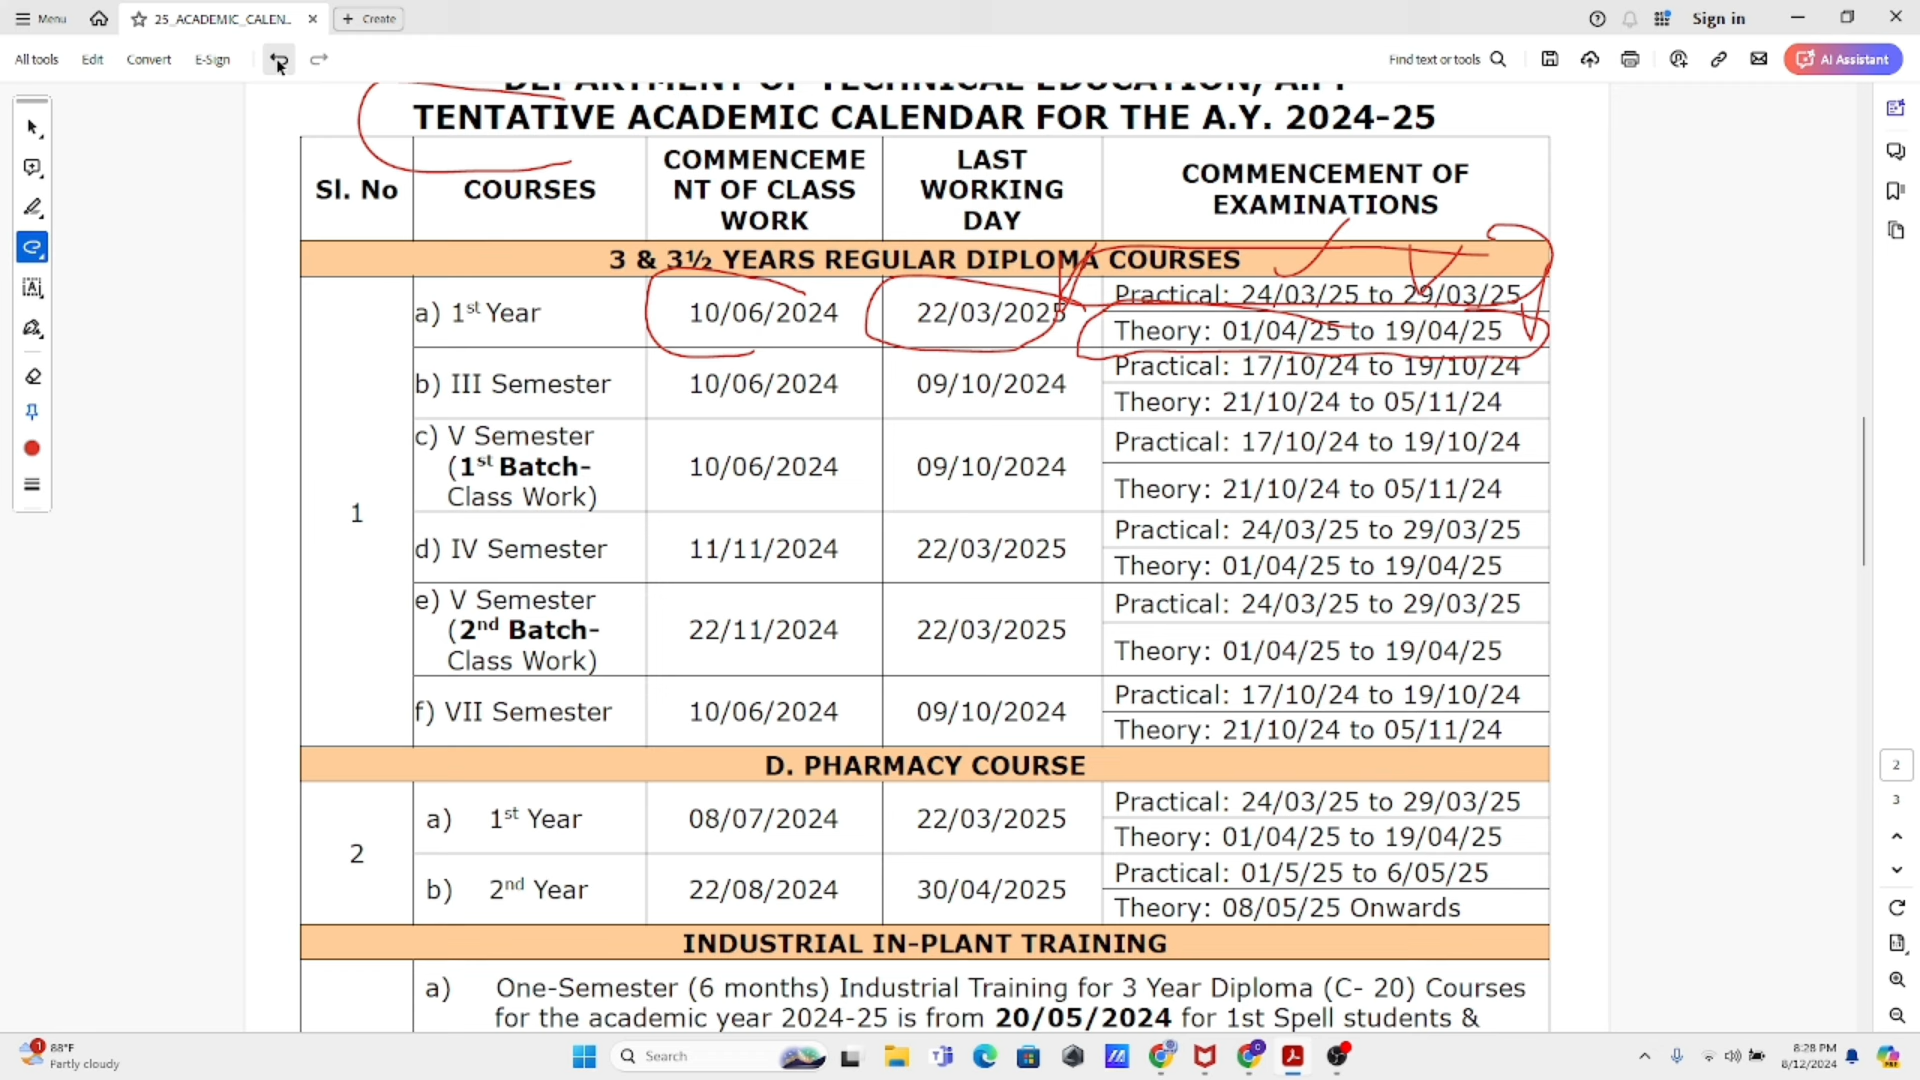 Menu
25_ACADEMIC_CALEN...
Create
Sign in
All tools
Edit
Convert
E-Sign
Find text or tools
AI Assistant
TENTATIVE ACADEMIC CALENDAR FOR THE A.Y. 2024-25
Sl. No
COURSES
COMMENCEME
NT OF CLASS
WORK
LAST
WORKING
DAY
COMMENCEMENT OF
EXAMINATIONS
3 & 3½ YEARS REGULAR DIPLOMA COURSES
1
a) 1st Year
10/06/2024
22/03/2025
Practical: 24/03/25 to 29/03/25
Theory: 01/04/25 to 19/04/25
b) III Semester
10/06/2024
09/10/2024
Practical: 17/10/24 to 19/10/24
Theory: 21/10/24 to 05/11/24
c) V Semester
(1st Batch-
Class Work)
10/06/2024
09/10/2024
Practical: 17/10/24 to 19/10/24
Theory: 21/10/24 to 05/11/24
d) IV Semester
11/11/2024
22/03/2025
Practical: 24/03/25 to 29/03/25
Theory: 01/04/25 to 19/04/25
e) V Semester
(2nd Batch-
Class Work)
22/11/2024
22/03/2025
Practical: 24/03/25 to 29/03/25
Theory: 01/04/25 to 19/04/25
f) VII Semester
10/06/2024
09/10/2024
Practical: 17/10/24 to 19/10/24
Theory: 21/10/24 to 05/11/24
D. PHARMACY COURSE
2
a) 1st Year
08/07/2024
22/03/2025
Practical: 24/03/25 to 29/03/25
Theory: 01/04/25 to 19/04/25
b) 2nd Year
22/08/2024
30/04/2025
Practical: 01/5/25 to 6/05/25
Theory: 08/05/25 Onwards
INDUSTRIAL IN-PLANT TRAINING
a) One-Semester (6 months) Industrial Training for 3 Year Diploma (C- 20) Courses
for the academic year 2024-25 is from 20/05/2024 for 1st Spell students &
2
3
1
88°F
Partly cloudy
Search
8:28 PM
8/12/2024